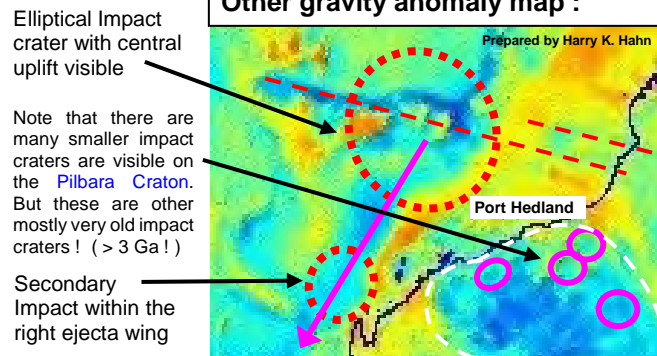 Other gravity anomaly map :
Prepared by Harry K. Hahn
Elliptical Impact
crater with central
uplift visible
Note that there are
many smaller impact
craters are visible on
the Pilbara Craton.
But these are other
mostly very old impact
craters ! ( > 3 Ga ! )
Port Hedland
Secondary
Impact within the
right ejecta wing